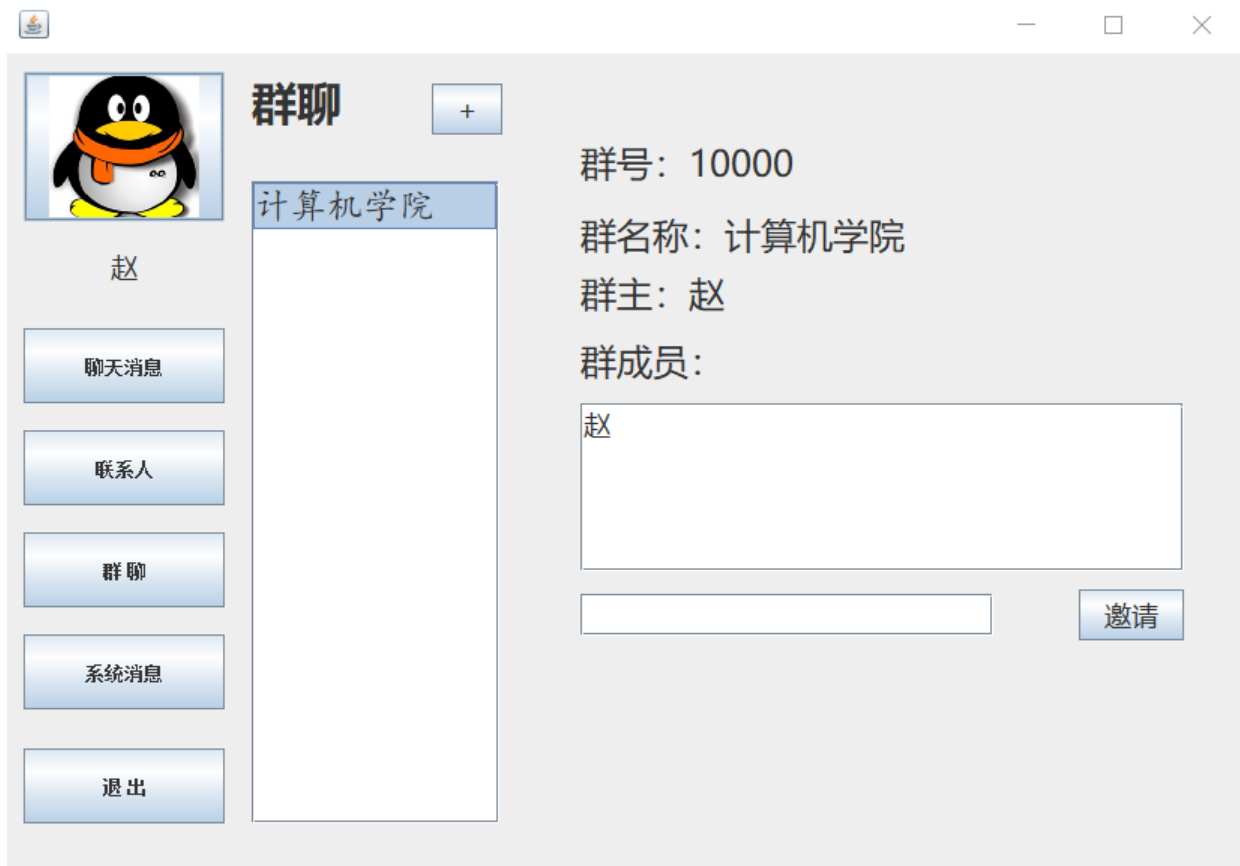 赵
聊天消息
联系人
群 聊
系统消息
退 出
群聊
+
计算机学院
群号：10000
群名称：计算机学院
群主：赵
群成员：
赵
邀请